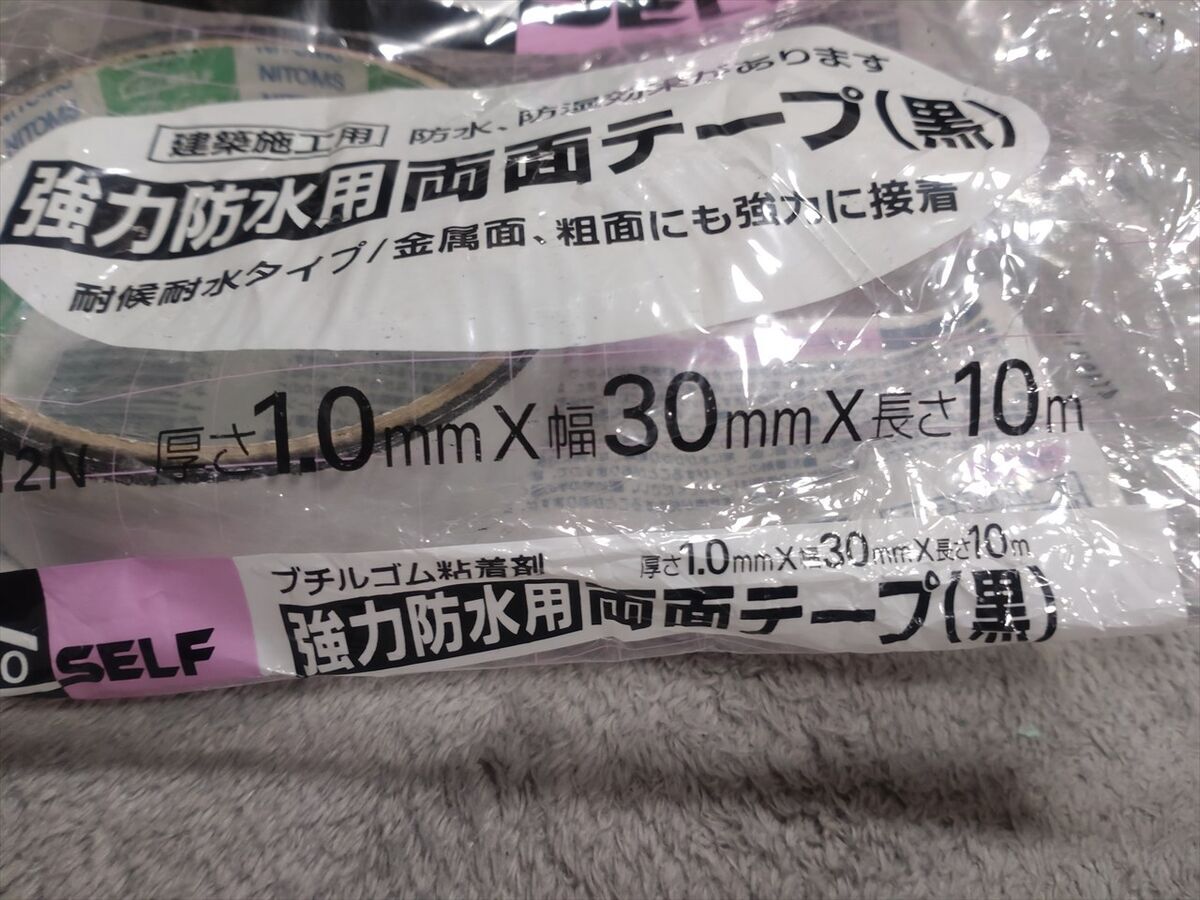 SELF
NITOMS
NITOMS
NITOMS
建築施工用 防水、防湿効果があります
強力防水用両面テープ(黒)
耐候耐水タイプ/金属面、粗面にも強力に接着
12N 厚さ1.0mmX幅30mmX長さ10m
ブチルゴム粘着剤 厚さ1.0mmX幅30mmX長さ10m
SELF 強力防水用 両面テープ(黒)